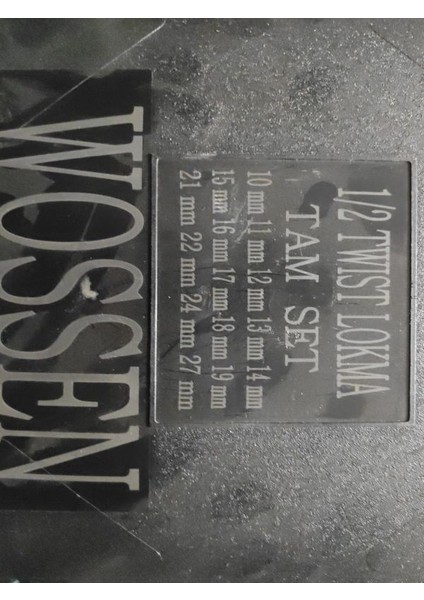 1/2 TWIST LOKMA
TAM SET
10 mm 11 mm 12 mm 13 mm 14 mm
15 mm 16 mm 17 mm 18 mm 19 mm
21 mm 22 mm 24 mm 27 mm
WOSSEN